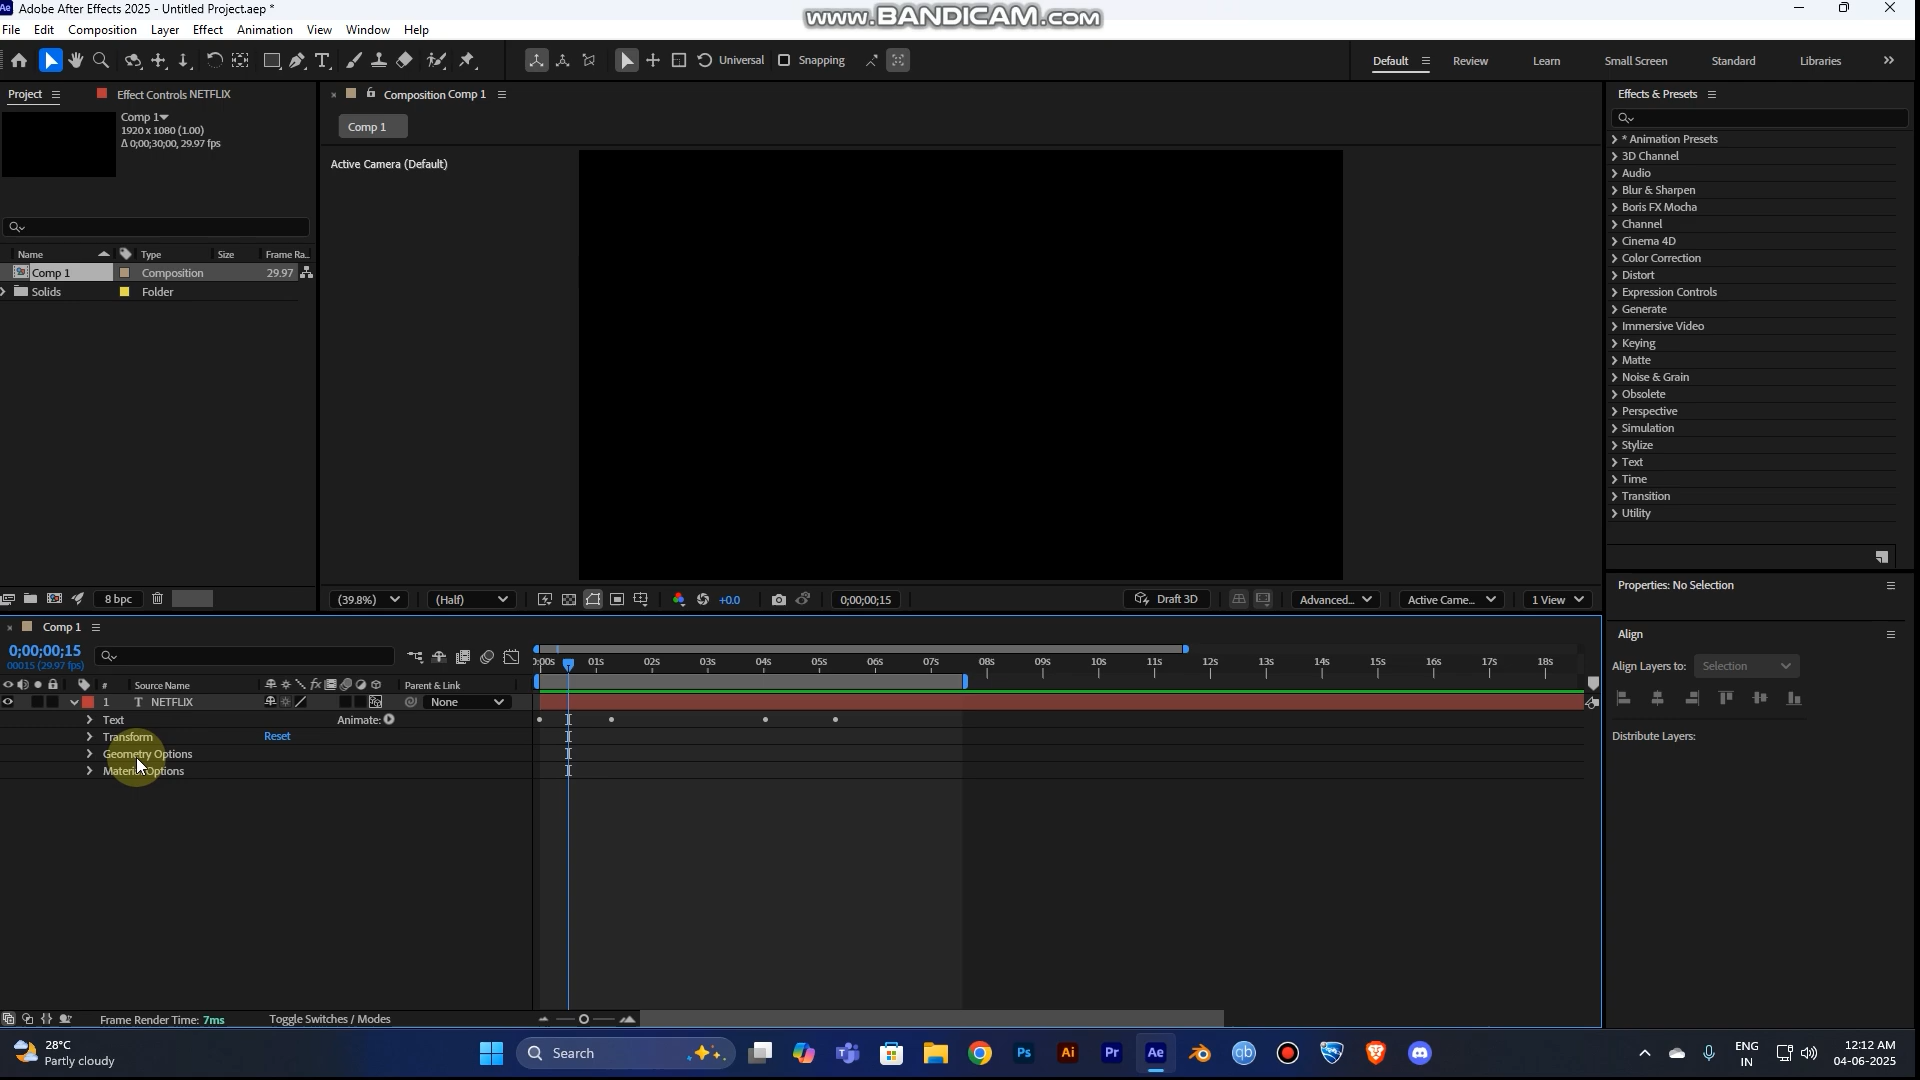 Adobe After Effects 2025 - Untitled Project.aep *
www.BANDICAM.com
File Edit Composition Layer Effect Animation View Window Help
Universal Snapping Default Review Learn Small Screen Standard Libraries
Project Effect Controls NETFLIX
Composition Comp 1
Effects & Presets
Comp 1
1920 x 1080 (1.00)
Δ 0;00;30;00, 29.97 fps
Comp 1
Active Camera (Default)
* Animation Presets
3D Channel
Audio
Blur & Sharpen
Boris FX Mocha
Channel
Cinema 4D
Color Correction
Distort
Expression Controls
Generate
Immersive Video
Keying
Matte
Noise & Grain
Obsolete
Perspective
Simulation
Stylize
Text
Time
Transition
Utility
Name Type Size Frame Ra..
Comp 1 Composition 29.97
Solids Folder
8 bpc
(39.8%) (Half) +0.0 0;00;00;15 Draft 3D Advanced... Active Came... 1 View
Properties: No Selection
Align
Align Layers to: Selection
Distribute Layers:
Comp 1
0;00;00;15
00015 (29.97 fps)
01s 02s 03s 04s 05s 06s 07s 08s 09s 10s 11s 12s 13s 14s 15s 16s 17s 18s
# Source Name fx Parent & Link
1 T NETFLIX None
Text Animate:
Transform Reset
Geometry Options
Options
Frame Render Time: 7ms Toggle Switches / Modes
28°C
Partly cloudy
Search
Ps Ai Pr Ae qb
ENG
IN
12:12 AM
04-06-2025